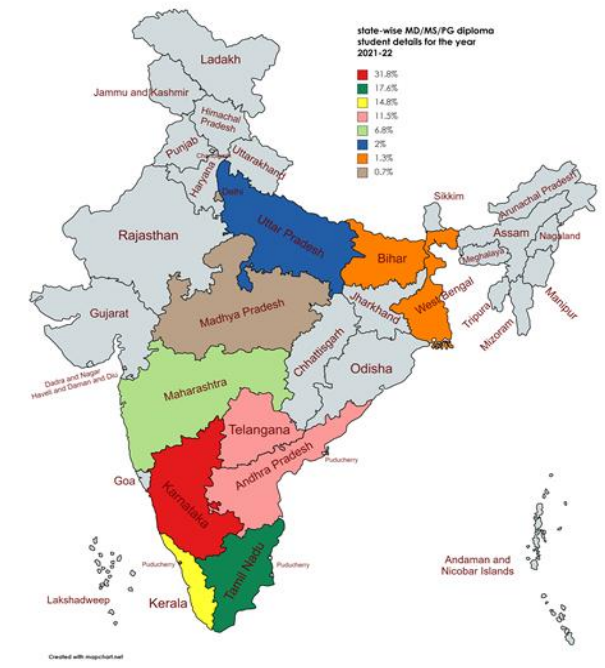 state-wise MD/MS/PG diploma
student details for the year
2021-22
31.8%
17.6%
14.8%
11.5%
6.8%
2%
1.3%
0.7%
Ladakh
Jammu and Kashmir
Himachal
Pradesh
Punjab
Uttarakhand
Haryana
Delhi
Uttar Pradesh
Rajasthan
Bihar
Sikkim
Arunachal Pradesh
Assam
Nagaland
Meghalaya
Manipur
Tripura
Mizoram
West Bengal
Jharkhand
Gujarat
Madhya Pradesh
Chhattisgarh
Odisha
Dadra and Nagar
Haveli and Daman and Diu
Maharashtra
Telangana
Andhra Pradesh
Puducherry
Goa
Karnataka
Puducherry
Puducherry
Tamil Nadu
Kerala
Lakshadweep
Andaman and
Nicobar Islands
Created with mapchart.net